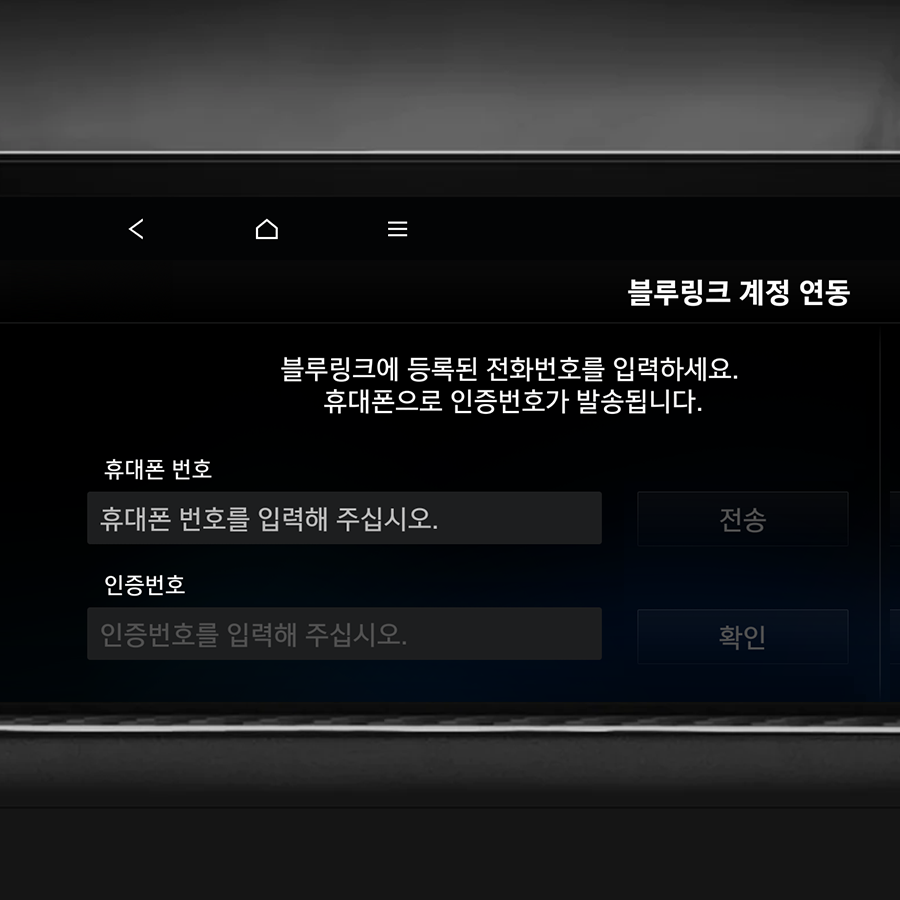 블루링크 계정 연동
블루링크에 등록된 전화번호를 입력하세요.
휴대폰으로 인증번호가 발송됩니다.
휴대폰 번호
휴대폰 번호를 입력해 주십시오.
전송
인증번호
인증번호를 입력해 주십시오.
확인